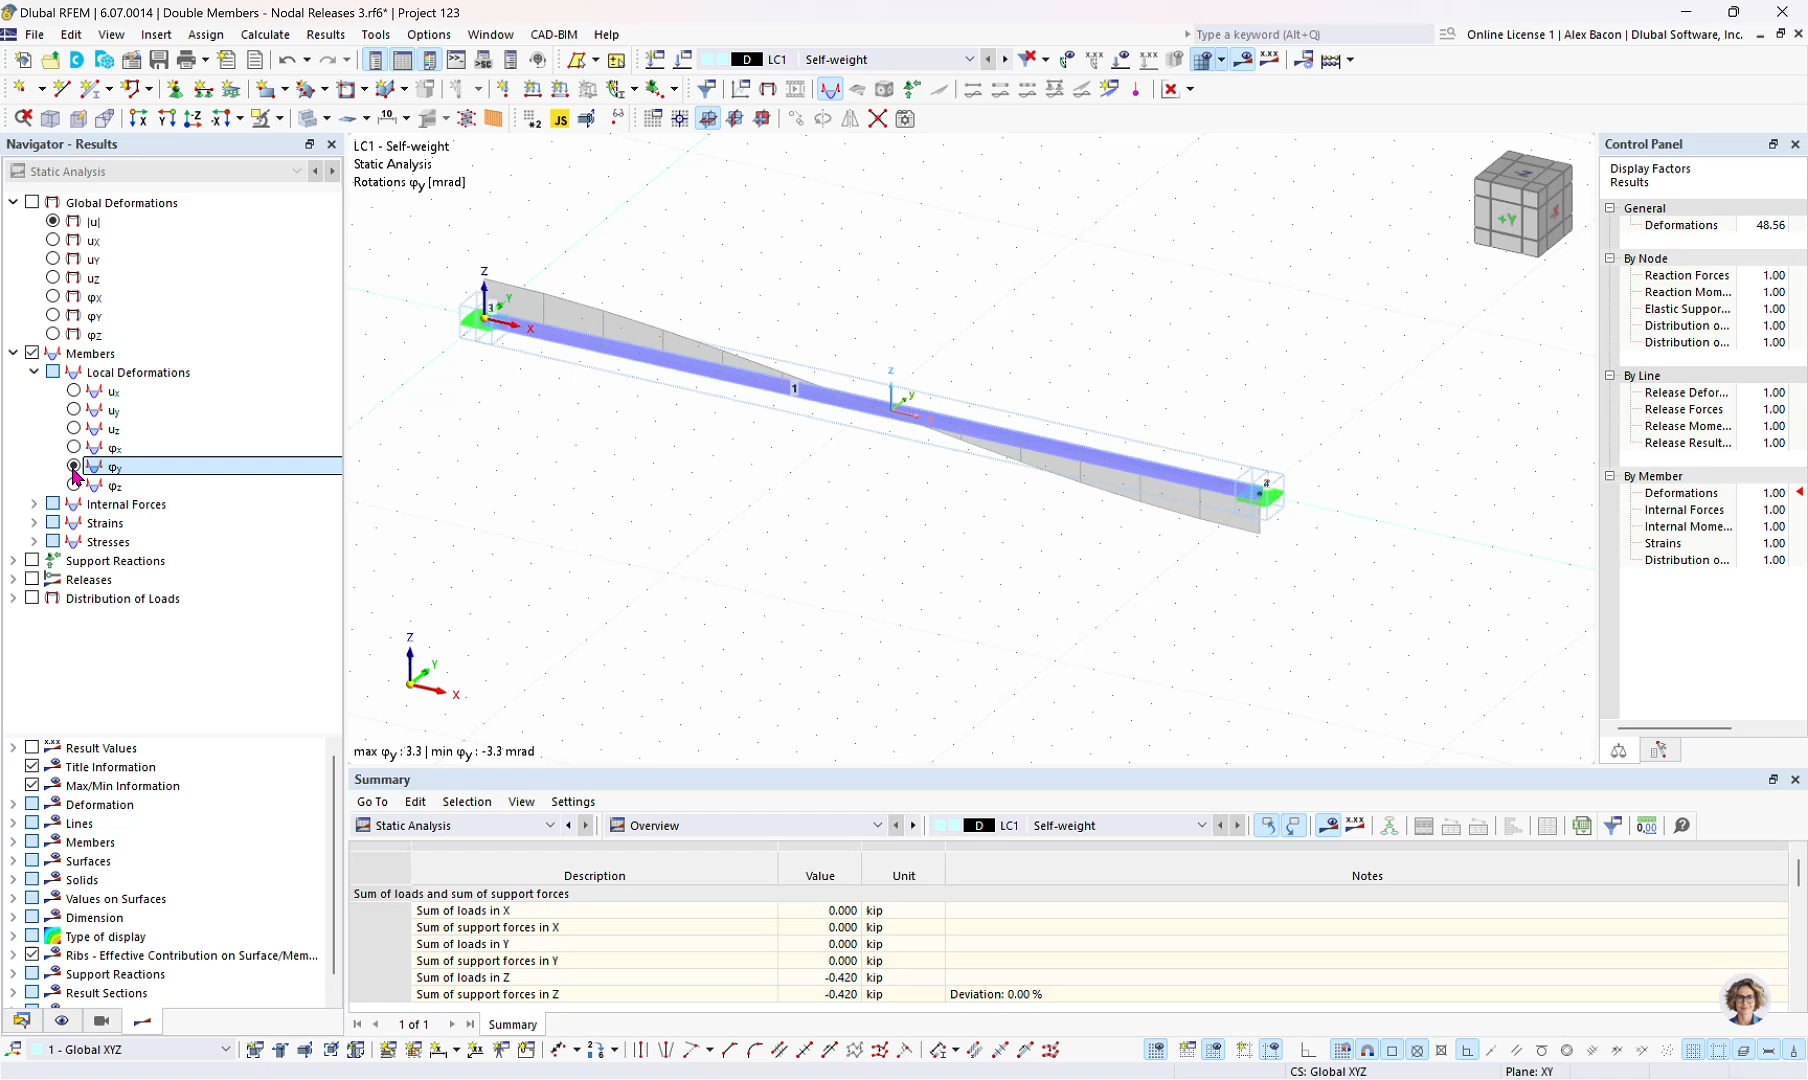 Dlubal RFEM | 6.07.0014 | Double Members - Nodal Releases 3.rf6* | Project 123
File Edit View Insert Assign Calculate Results Tools Options Window CAD-BIM Help
Type a keyword (Alt+Q)
Online License 1 | Alex Bacon | Dlubal Software, Inc.
D LC1 Self-weight
Navigator - Results
Static Analysis
Global Deformations
|u|
uX
uY
uZ
φX
φY
φZ
Members
Local Deformations
ux
uy
uz
φx
φy
φz
Internal Forces
Strains
Stresses
Support Reactions
Releases
Distribution of Loads
Result Values
Title Information
Max/Min Information
Deformation
Lines
Members
Surfaces
Solids
Values on Surfaces
Dimension
Type of display
Ribs - Effective Contribution on Surface/Mem...
Support Reactions
Result Sections
LC1 - Self-weight
Static Analysis
Rotations φy [mrad]
Z
Y
X
1
z
y
Z
Y
X
+Y
-Z
max φy : 3.3 | min φy : -3.3 mrad
Control Panel
Display Factors
Results
General
Deformations 48.56
By Node
Reaction Forces 1.00
Reaction Mom... 1.00
Elastic Suppor... 1.00
Distribution o... 1.00
Distribution o... 1.00
By Line
Release Defor... 1.00
Release Forces 1.00
Release Mome... 1.00
Release Result... 1.00
By Member
Deformations 1.00
Internal Forces 1.00
Internal Mome... 1.00
Strains 1.00
Distribution o... 1.00
Summary
Go To Edit Selection View Settings
Static Analysis
Overview
D LC1 Self-weight
Description Value Unit Notes
Sum of loads and sum of support forces
Sum of loads in X 0.000 kip
Sum of support forces in X 0.000 kip
Sum of loads in Y 0.000 kip
Sum of support forces in Y 0.000 kip
Sum of loads in Z -0.420 kip
Sum of support forces in Z -0.420 kip Deviation: 0.00 %
1 of 1 Summary
1 - Global XYZ
CS: Global XYZ
Plane: XY